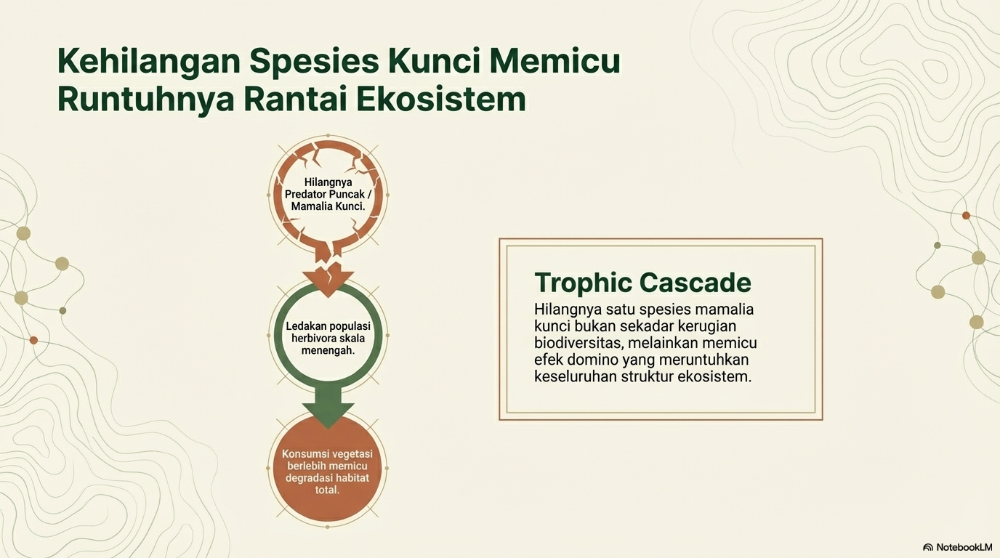 Kehilangan Spesies Kunci Memicu
Runtuhnya Rantai Ekosistem
Hilangnya
Predator Puncak /
Mamalia Kunci.
Ledakan populasi
herbivora skala
menengah.
Konsumsi vegetasi
berlebih memicu
degradasi habitat
total.
Trophic Cascade
Hilangnya satu spesies mamalia
kunci bukan sekadar kerugian
biodiversitas, melainkan memicu
efek domino yang meruntuhkan
keseluruhan struktur ekosistem.
NotebookLM